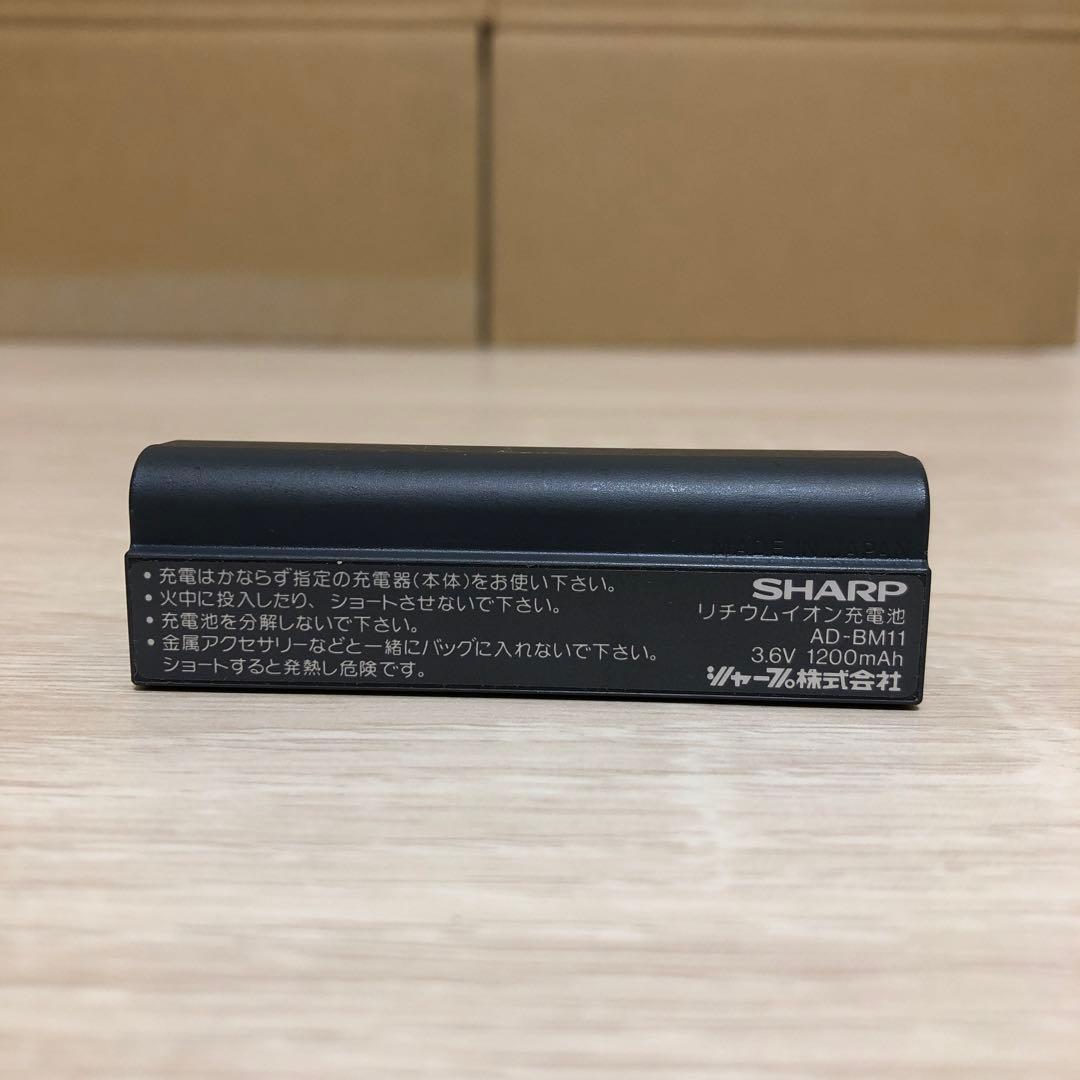 MADE IN JAPAN
・充電はかならず指定の充電器(本体)をお使い下さい。
・火中に投入したり、ショートさせないで下さい。
・充電池を分解しないで下さい。
・金属アクセサリーなどと一緒にバッグに入れないで下さい。
ショートすると発熱し危険です。
SHARP
リチウムイオン充電池
AD-BM11
3.6V 1200mAh
シャープ株式会社